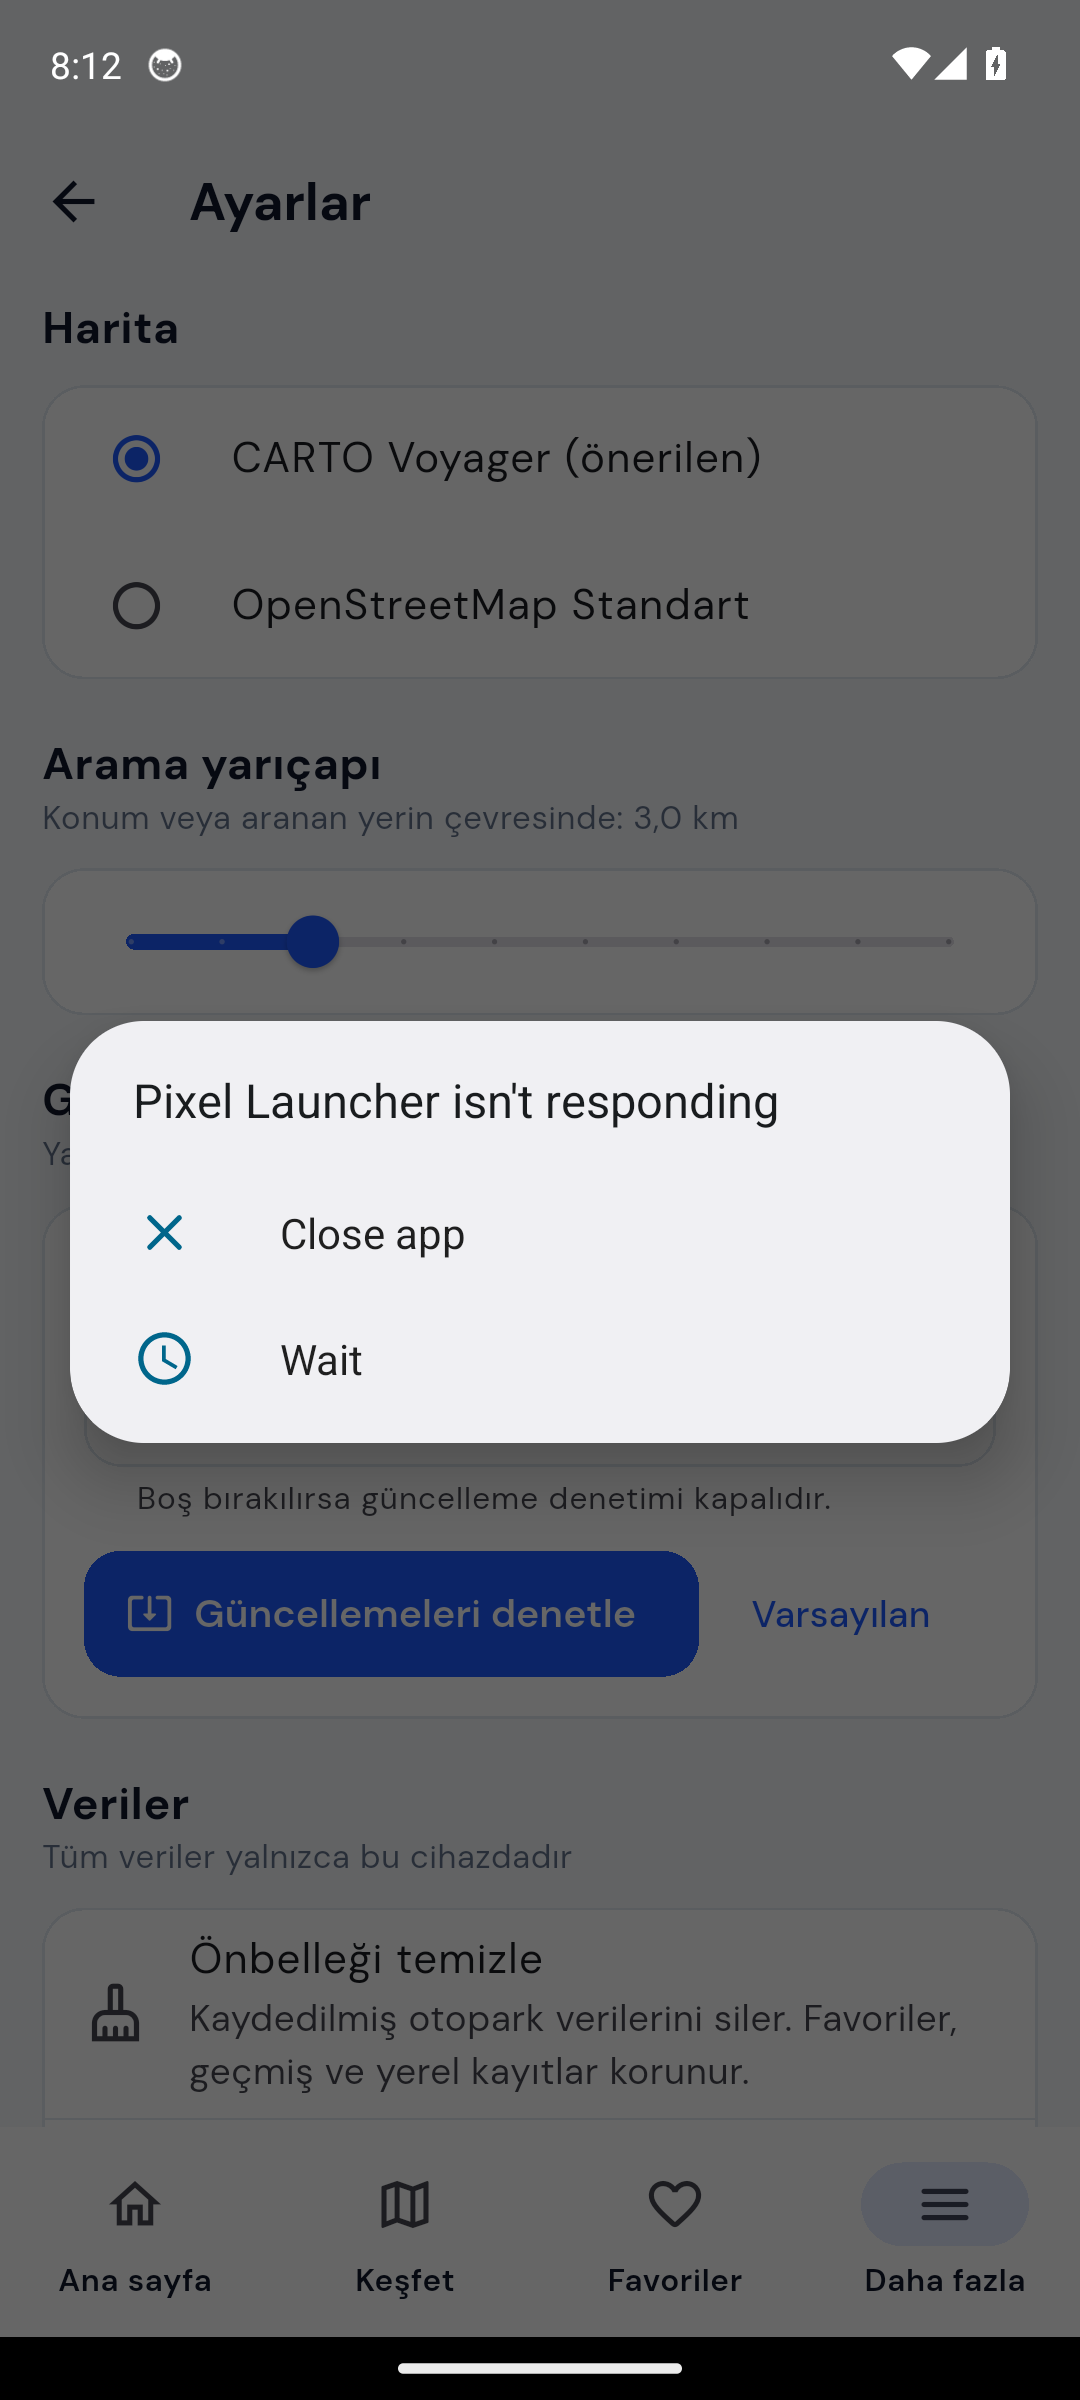 8:12
Ayarlar
Harita
CARTO Voyager (önerilen)
OpenStreetMap Standart
Arama yarıçapı
Konum veya aranan yerin çevresinde: 3,0 km
Pixel Launcher isn't responding
Close app
Wait
Boş bırakılırsa güncelleme denetimi kapalıdır.
Güncellemeleri denetle
Varsayılan
Veriler
Tüm veriler yalnızca bu cihazdadır
Önbelleği temizle
Kaydedilmiş otopark verilerini siler. Favoriler,
geçmiş ve yerel kayıtlar korunur.
Ana sayfa
Keşfet
Favoriler
Daha fazla